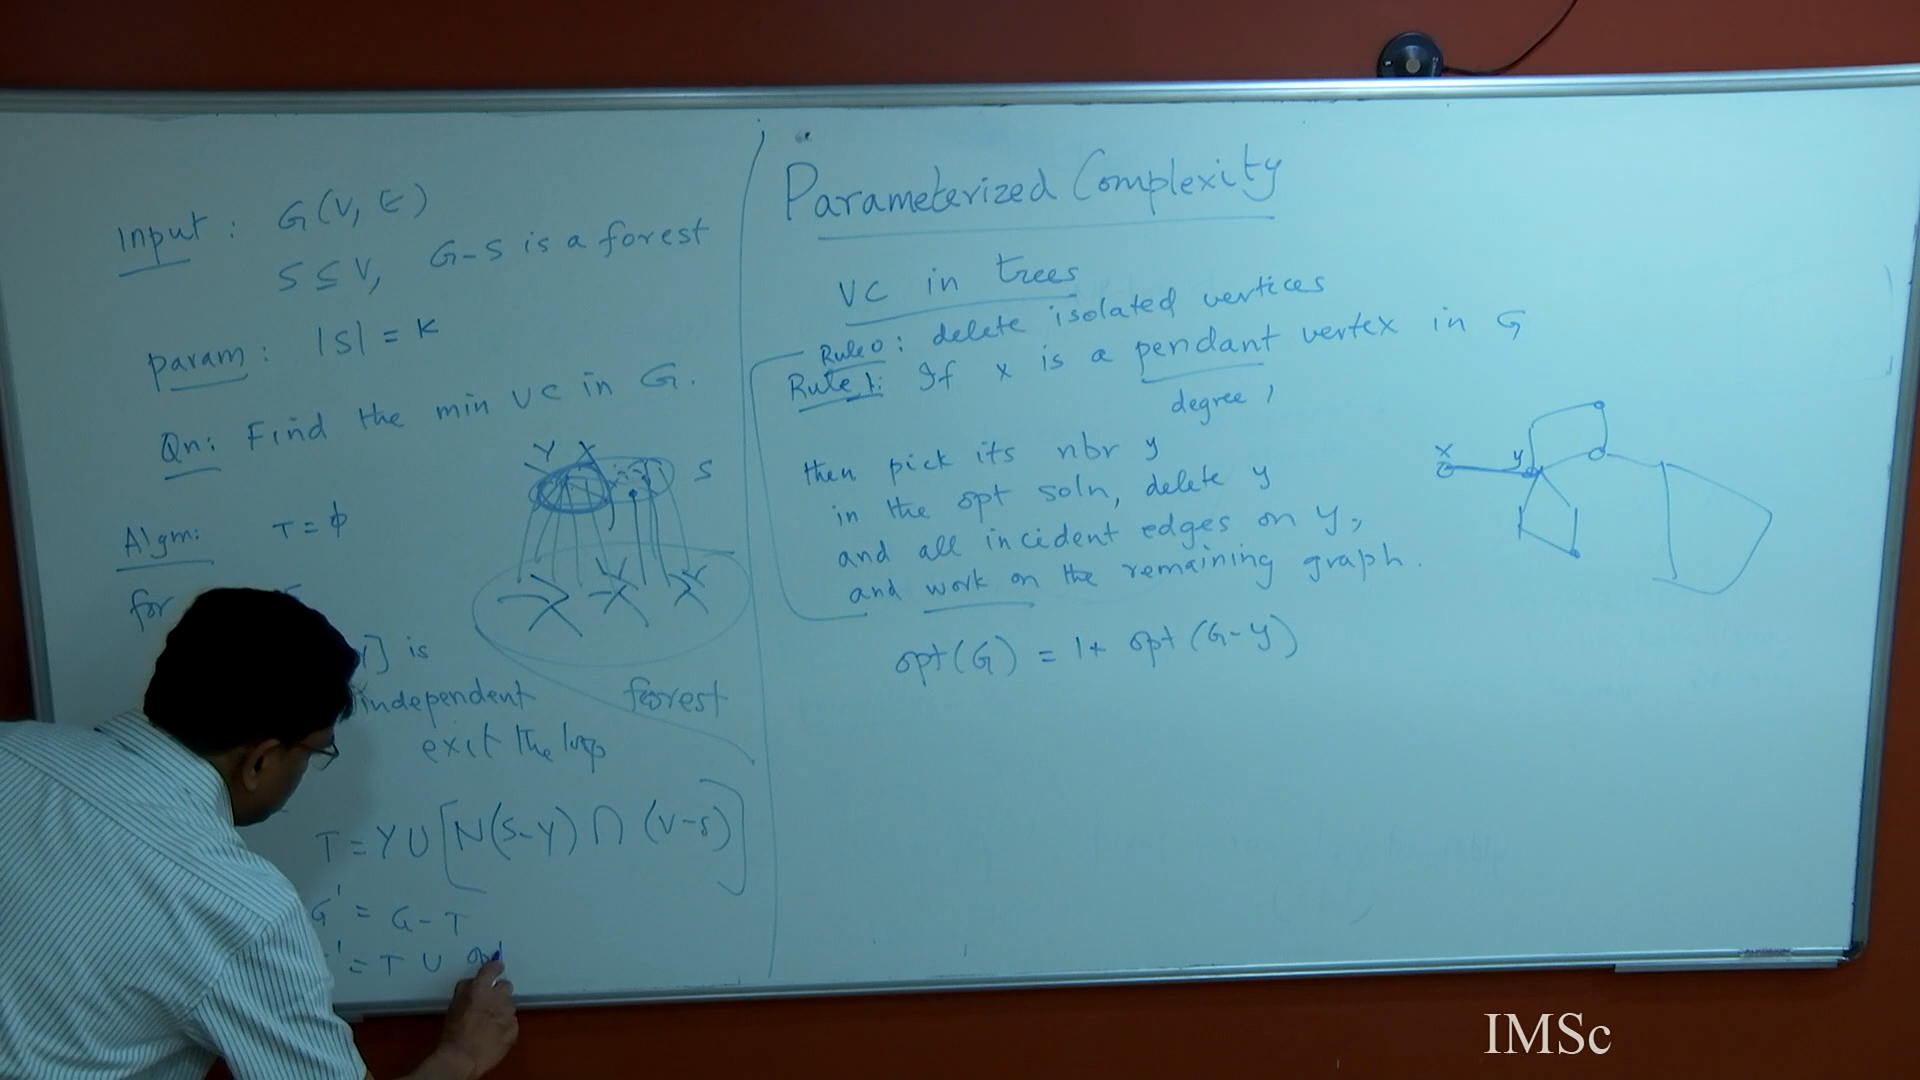 Input : G(V, E)
S ⊆ V, G-S is a forest
param : |S| = K
Qn: Find the min VC in G.
Y X
S
Algm: T = ϕ
for
Y] is
independent
forest
exit the loop
T = Y ∪ [N(S-Y) ∩ (V-S)]
G' = G - T
' = T ∪
Parameterized Complexity
VC in trees
Rule 0: delete isolated vertices
Rule 1: If x is a pendant vertex in G
degree 1
then pick its nbr y
in the opt soln, delete y
and all incident edges on y,
and work on the remaining graph.
opt(G) = 1 + opt(G-y)
x y
IMSc